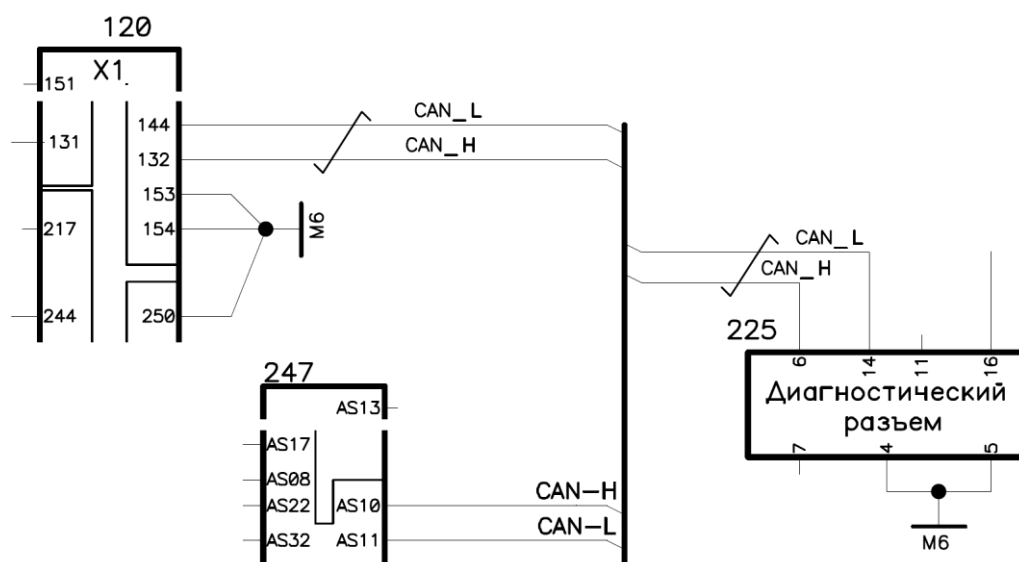 120
X1
151
144
CAN_L
131
132
CAN_H
153
217
154
M6
CAN_L
CAN_H
244
250
225
6
14
11
16
247
AS13
Диагностический
разъем
AS17
7
4
5
AS08
CAN-H
AS22
AS10
CAN-L
AS32
AS11
M6